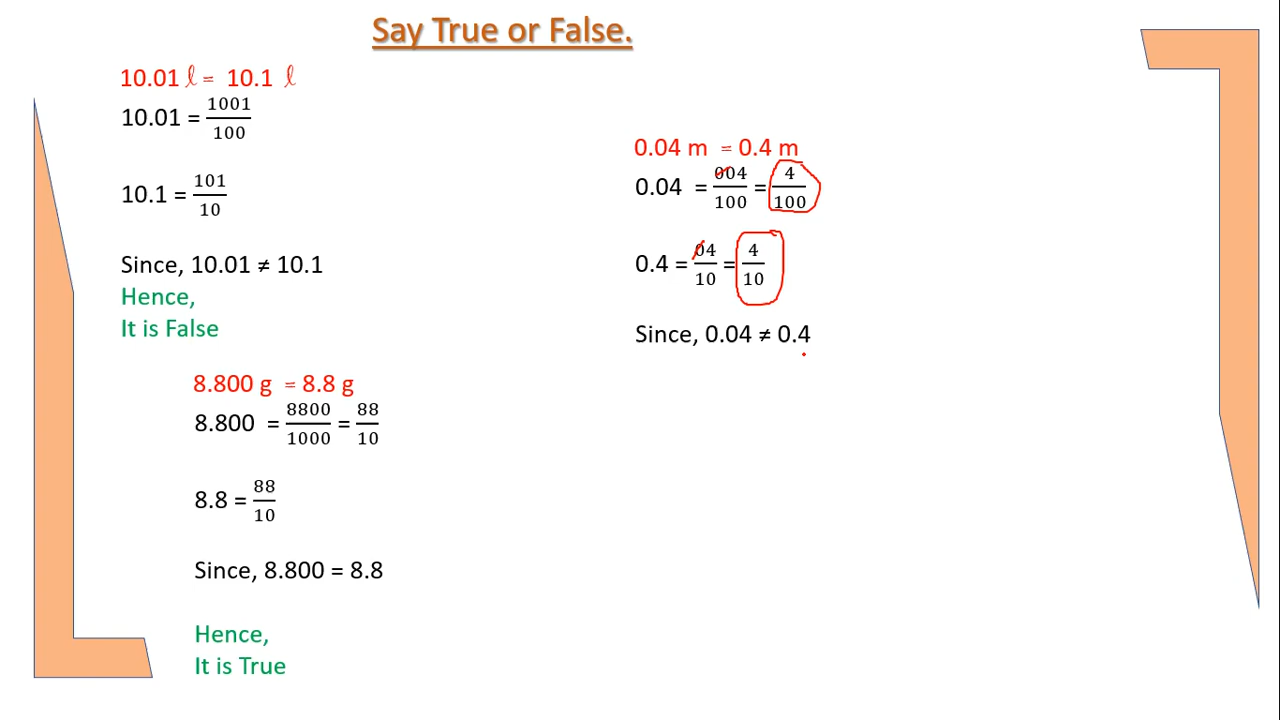 Say True or False.
10.01 l = 10.1 l
10.01 = 1001/100
10.1 = 101/10
Since, 10.01 ≠ 10.1
Hence,
It is False
8.800 g = 8.8 g
8.800 = 8800/1000 = 88/10
8.8 = 88/10
Since, 8.800 = 8.8
Hence,
It is True
0.04 m = 0.4 m
0.04 = 004/100 = 4/100
0.4 = 04/10 = 4/10
Since, 0.04 ≠ 0.4